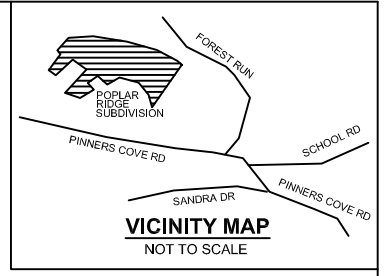 FOREST RUN
POPLAR
RIDGE
SUBDIVISION
PINNERS COVE RD
SCHOOL RD
SANDRA DR
PINNERS COVE RD
VICINITY MAP
NOT TO SCALE